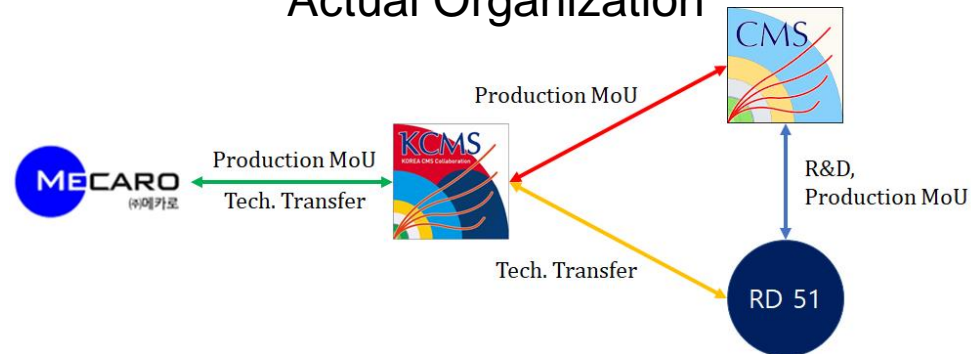 Actual Organization
CMS
Production MoU
KCMS
KOREA CMS Collaboration
Production MoU
MECARO
(주)메카로
Tech. Transfer
R&D,
Production MoU
Tech. Transfer
RD 51